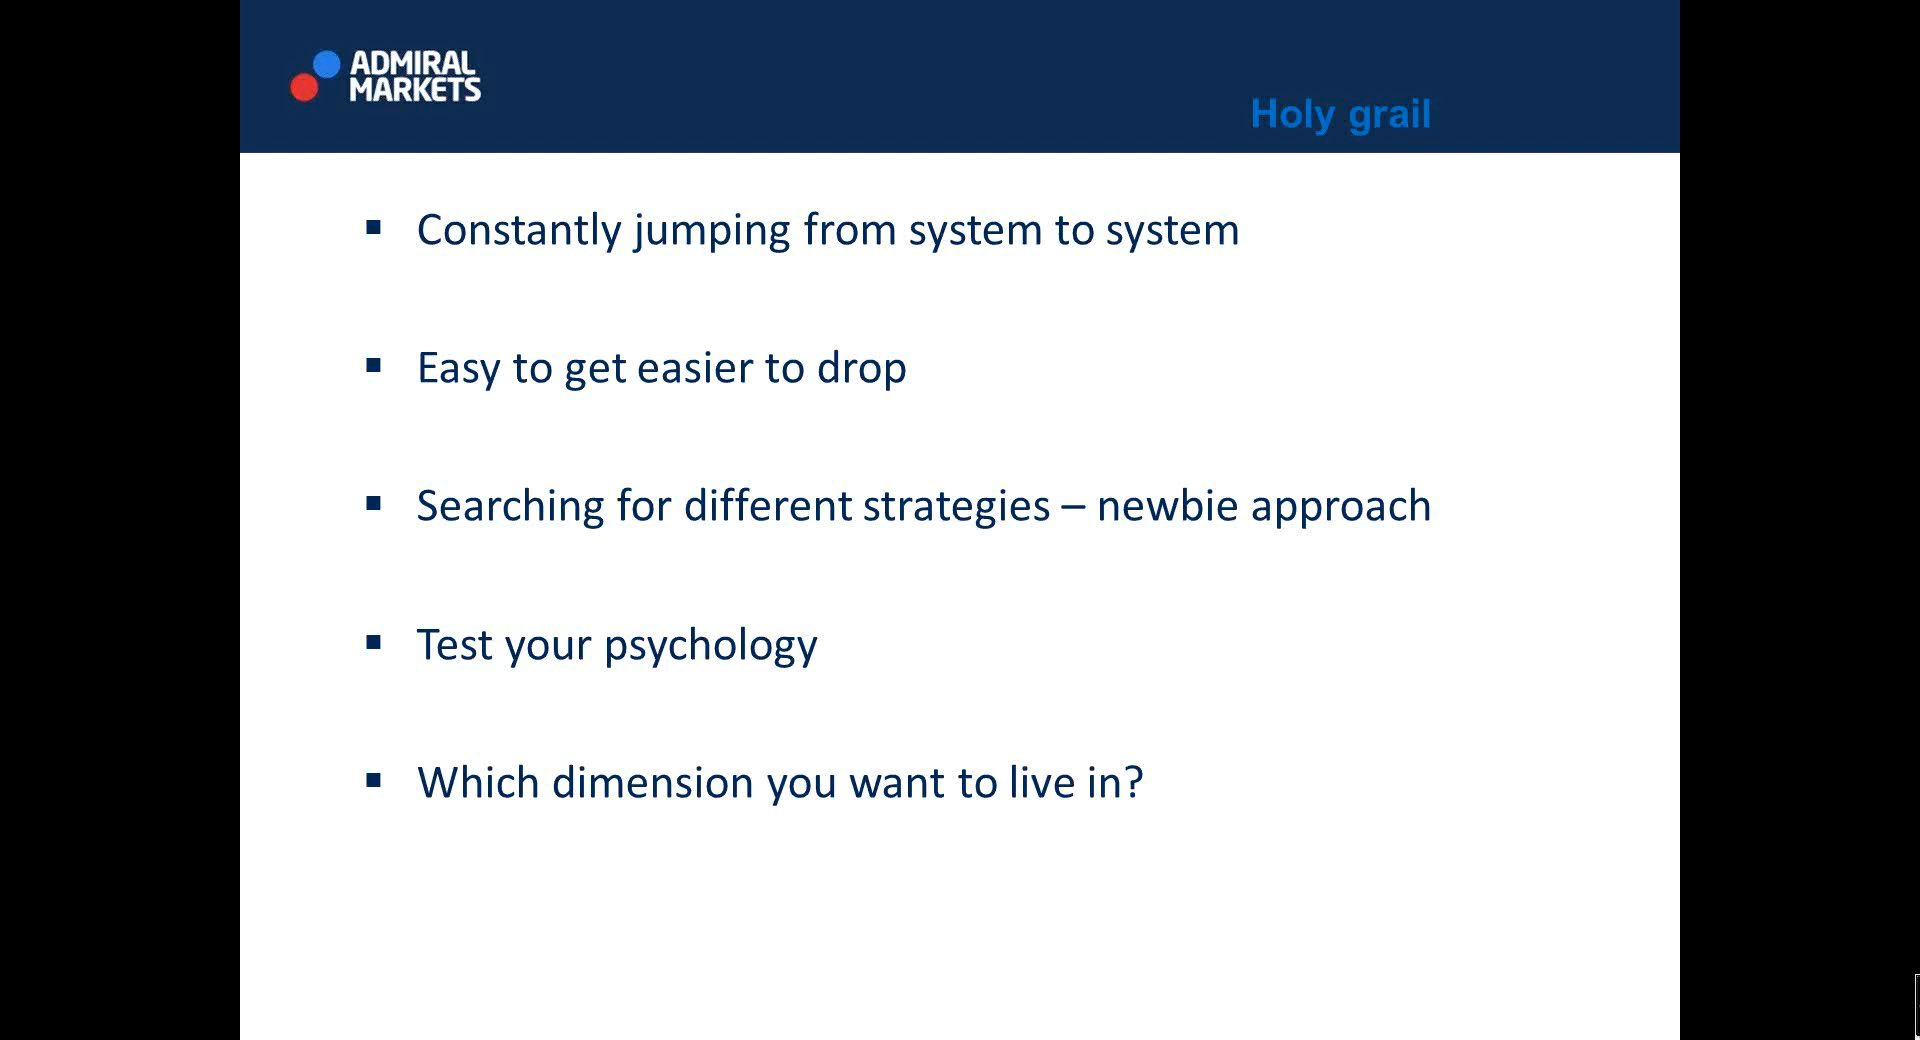 ADMIRAL
MARKETS
Holy grail
▪ Constantly jumping from system to system
▪ Easy to get easier to drop
▪ Searching for different strategies – newbie approach
▪ Test your psychology
▪ Which dimension you want to live in?